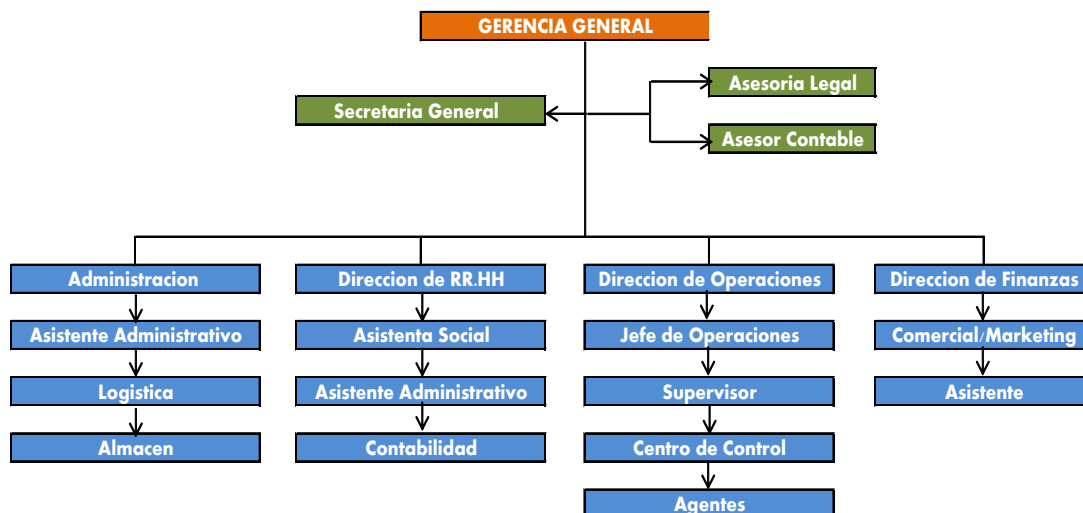 GERENCIA GENERAL
Asesoria Legal
Secretaria General
Asesor Contable
Administracion
Direccion de RR.HH
Direccion de Operaciones
Direccion de Finanzas
Asistente Administrativo
Asistenta Social
Jefe de Operaciones
Comercial/Marketing
Logistica
Asistente Administrativo
Supervisor
Asistente
Almacen
Contabilidad
Centro de Control
Agentes